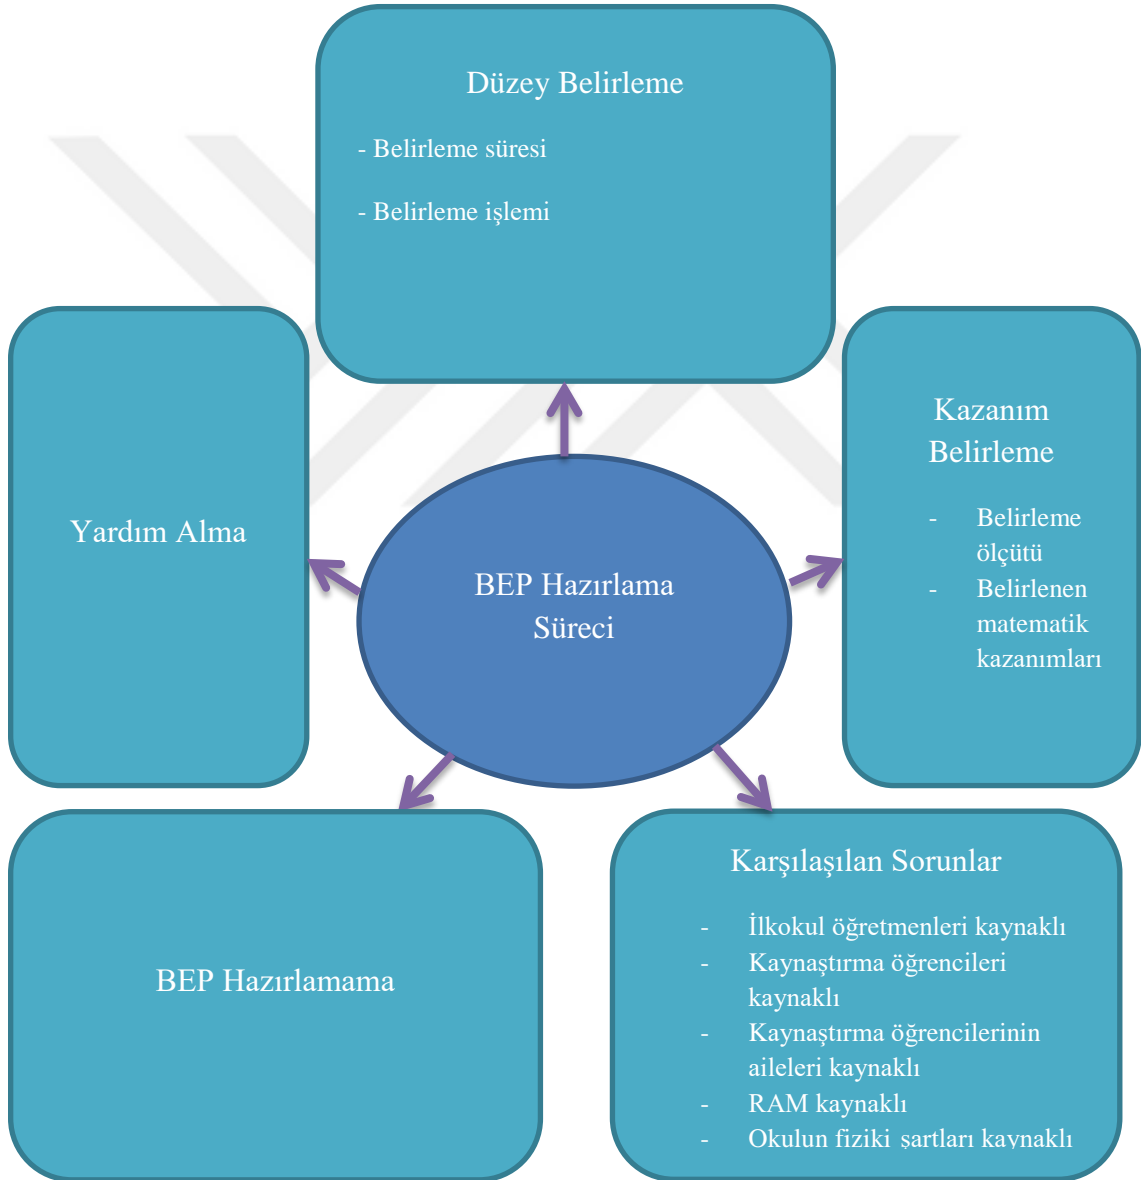 Düzey Belirleme
- Belirleme süresi
- Belirleme işlemi
Kazanım
Belirleme
- Belirleme
ölçütü
- Belirlenen
matematik
kazanımları
Yardım Alma
BEP Hazırlama
Süreci
BEP Hazırlamama
Karşılaşılan Sorunlar
- İlkokul öğretmenleri kaynaklı
- Kaynaştırma öğrencileri
kaynaklı
- Kaynaştırma öğrencilerinin
aileleri kaynaklı
- RAM kaynaklı
- Okulun fiziki şartları kaynaklı